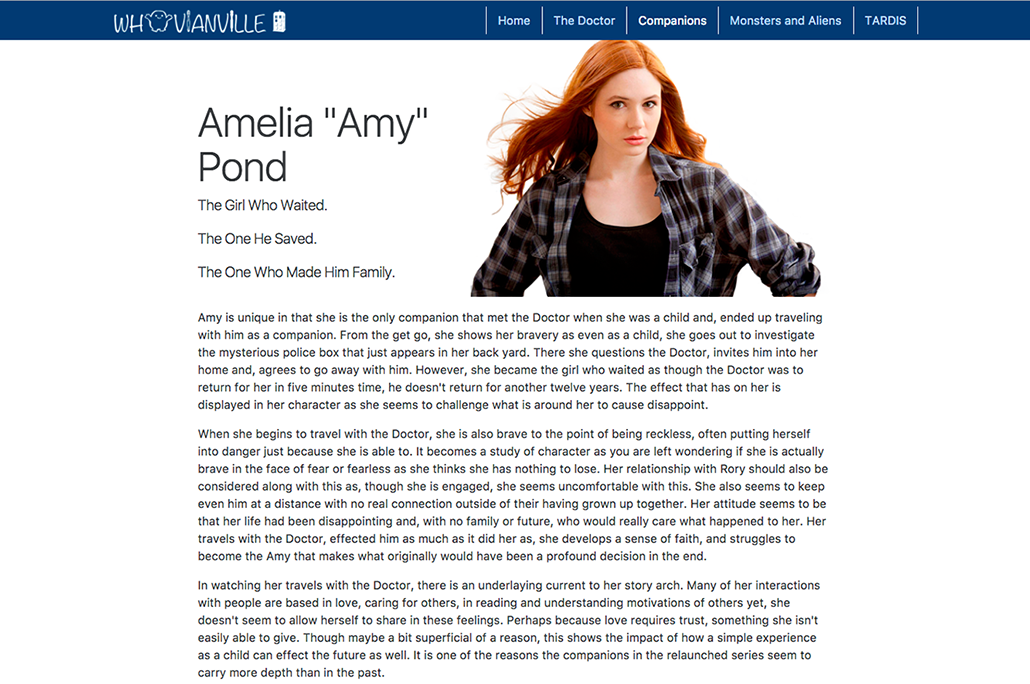 WHOVIANVILLE
Home
The Doctor
Companions
Monsters and Aliens
TARDIS
Amelia "Amy"
Pond
The Girl Who Waited.
The One He Saved.
The One Who Made Him Family.
Amy is unique in that she is the only companion that met the Doctor when she was a child and, ended up traveling
with him as a companion. From the get go, she shows her bravery as even as a child, she goes out to investigate
the mysterious police box that just appears in her back yard. There she questions the Doctor, invites him into her
home and, agrees to go away with him. However, she became the girl who waited as though the Doctor was to
return for her in five minutes time, he doesn't return for another twelve years. The effect that has on her is
displayed in her character as she seems to challenge what is around her to cause disappoint.
When she begins to travel with the Doctor, she is also brave to the point of being reckless, often putting herself
into danger just because she is able to. It becomes a study of character as you are left wondering if she is actually
brave in the face of fear or fearless as she thinks she has nothing to lose. Her relationship with Rory should also be
considered along with this as, though she is engaged, she seems uncomfortable with this. She also seems to keep
even him at a distance with no real connection outside of their having grown up together. Her attitude seems to be
that her life had been disappointing and, with no family or future, who would really care what happened to her. Her
travels with the Doctor, effected him as much as it did her as, she develops a sense of faith, and struggles to
become the Amy that makes what originally would have been a profound decision in the end.
In watching her travels with the Doctor, there is an underlaying current to her story arch. Many of her interactions
with people are based in love, caring for others, in reading and understanding motivations of others yet, she
doesn't seem to allow herself to share in these feelings. Perhaps because love requires trust, something she isn't
easily able to give. Though maybe a bit superficial of a reason, this shows the impact of how a simple experience
as a child can effect the future as well. It is one of the reasons the companions in the relaunched series seem to
carry more depth than in the past.